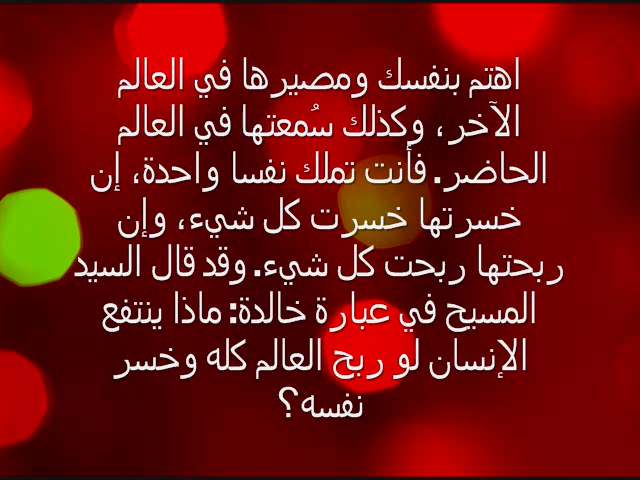 اهتم بنفسك ومصيرها في العالم
الآخر، وكذلك سُمعتها في العالم
الحاضر. فأنت تملك نفسا واحدة، إن
خسرتها خسرت كل شيء، وإن
ربحتها ربحت كل شيء. وقد قال السيد
المسيح في عبارة خالدة: ماذا ينتفع
الإنسان لو ربح العالم كله وخسر
نفسه؟